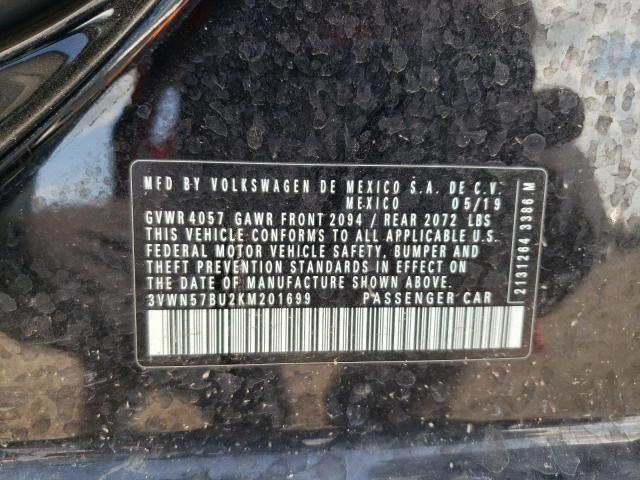 MFD BY VOLKSWAGEN DE MEXICO S.A. DE C.V.
MEXICO 05/19
GVWR 4057 GAWR FRONT 2094 / REAR 2072 LBS
THIS VEHICLE CONFORMS TO ALL APPLICABLE U.S.
FEDERAL MOTOR VEHICLE SAFETY, BUMPER AND
THEFT PREVENTION STANDARDS IN EFFECT ON
THE DATE OF MANUFACTURE SHOWN ABOVE.
3VWN57BU2KM201699 PASSENGER CAR
2131264 3386 M